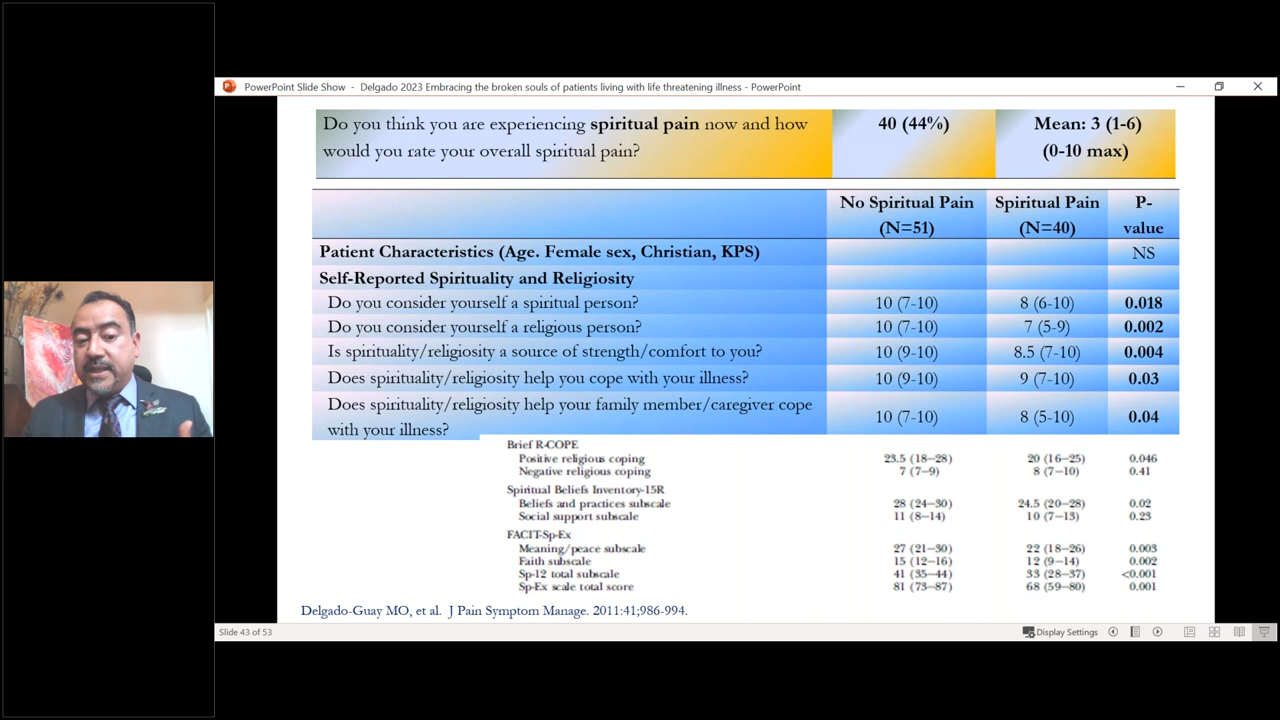 PowerPoint Slide Show - Delgado 2023 Embracing the broken souls of patients living with life threatening illness - PowerPoint
Do you think you are experiencing spiritual pain now and how 40 (44%) Mean: 3 (1-6)
would you rate your overall spiritual pain? (0-10 max)
No Spiritual Pain Spiritual Pain P-
(N=51) (N=40) value
Patient Characteristics (Age. Female sex, Christian, KPS) NS
Self-Reported Spirituality and Religiosity
Do you consider yourself a spiritual person? 10 (7-10) 8 (6-10) 0.018
Do you consider yourself a religious person? 10 (7-10) 7 (5-9) 0.002
Is spirituality/religiosity a source of strength/comfort to you? 10 (9-10) 8.5 (7-10) 0.004
Does spirituality/religiosity help you cope with your illness? 10 (9-10) 9 (7-10) 0.03
Does spirituality/religiosity help your family member/caregiver cope 10 (7-10) 8 (5-10) 0.04
with your illness?
Brief R-COPE
Positive religious coping 23.5 (18–28) 20 (16–25) 0.046
Negative religious coping 7 (7–9) 8 (7–10) 0.41
Spiritual Beliefs Inventory-15R
Beliefs and practices subscale 28 (24–30) 24.5 (20–28) 0.02
Social support subscale 11 (8–14) 10 (7–13) 0.23
FACIT-Sp-Ex
Meaning/peace subscale 27 (21–30) 22 (18–26) 0.003
Faith subscale 15 (12–16) 12 (9–14) 0.002
Sp-12 total subscale 41 (35–44) 33 (28–37) <0.001
Sp-Ex scale total score 81 (73–87) 68 (59–80) 0.001
Delgado-Guay MO, et al. J Pain Symptom Manage. 2011:41;986-994.
Slide 43 of 53 Display Settings